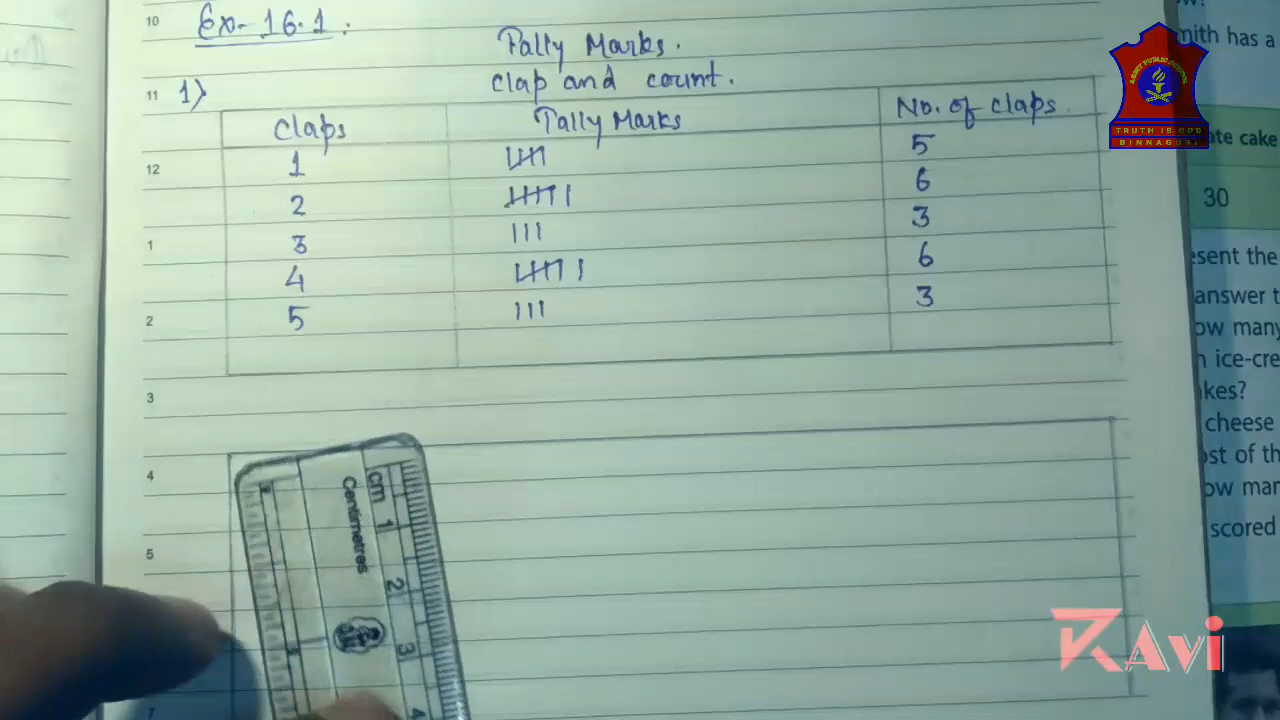 10 Ex- 16.1:
Tally Marks.
11 1) Clap and count.
Claps Tally Marks No. of Claps
12 1 5
2 6
1 3 3
4 6
2 5 3
3
4
5
7
cm 1 2 3 4
Centimetres
TRUTH IS GOD
BINNAGURI
RAVi
mith has a
ate cake
30
esent the
answer t
ow many
ice-cre
kes?
cheese
ost of th
ow man
scored